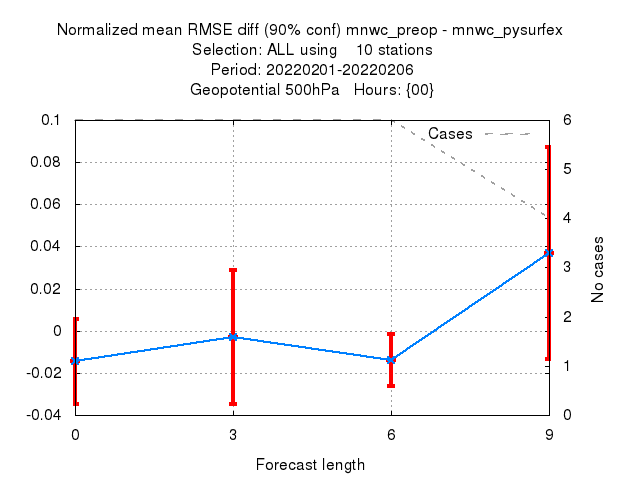 Normalized mean RMSE diff (90% conf) mnwc_preop - mnwc_pysurfex
Selection: ALL using    10 stations
Period: 20220201-20220206
Geopotential 500hPa   Hours: {00}
Cases
0.1
0.08
0.06
0.04
0.02
0
-0.02
-0.04
6
5
4
3
2
1
0
No cases
0
3
6
9
Forecast length